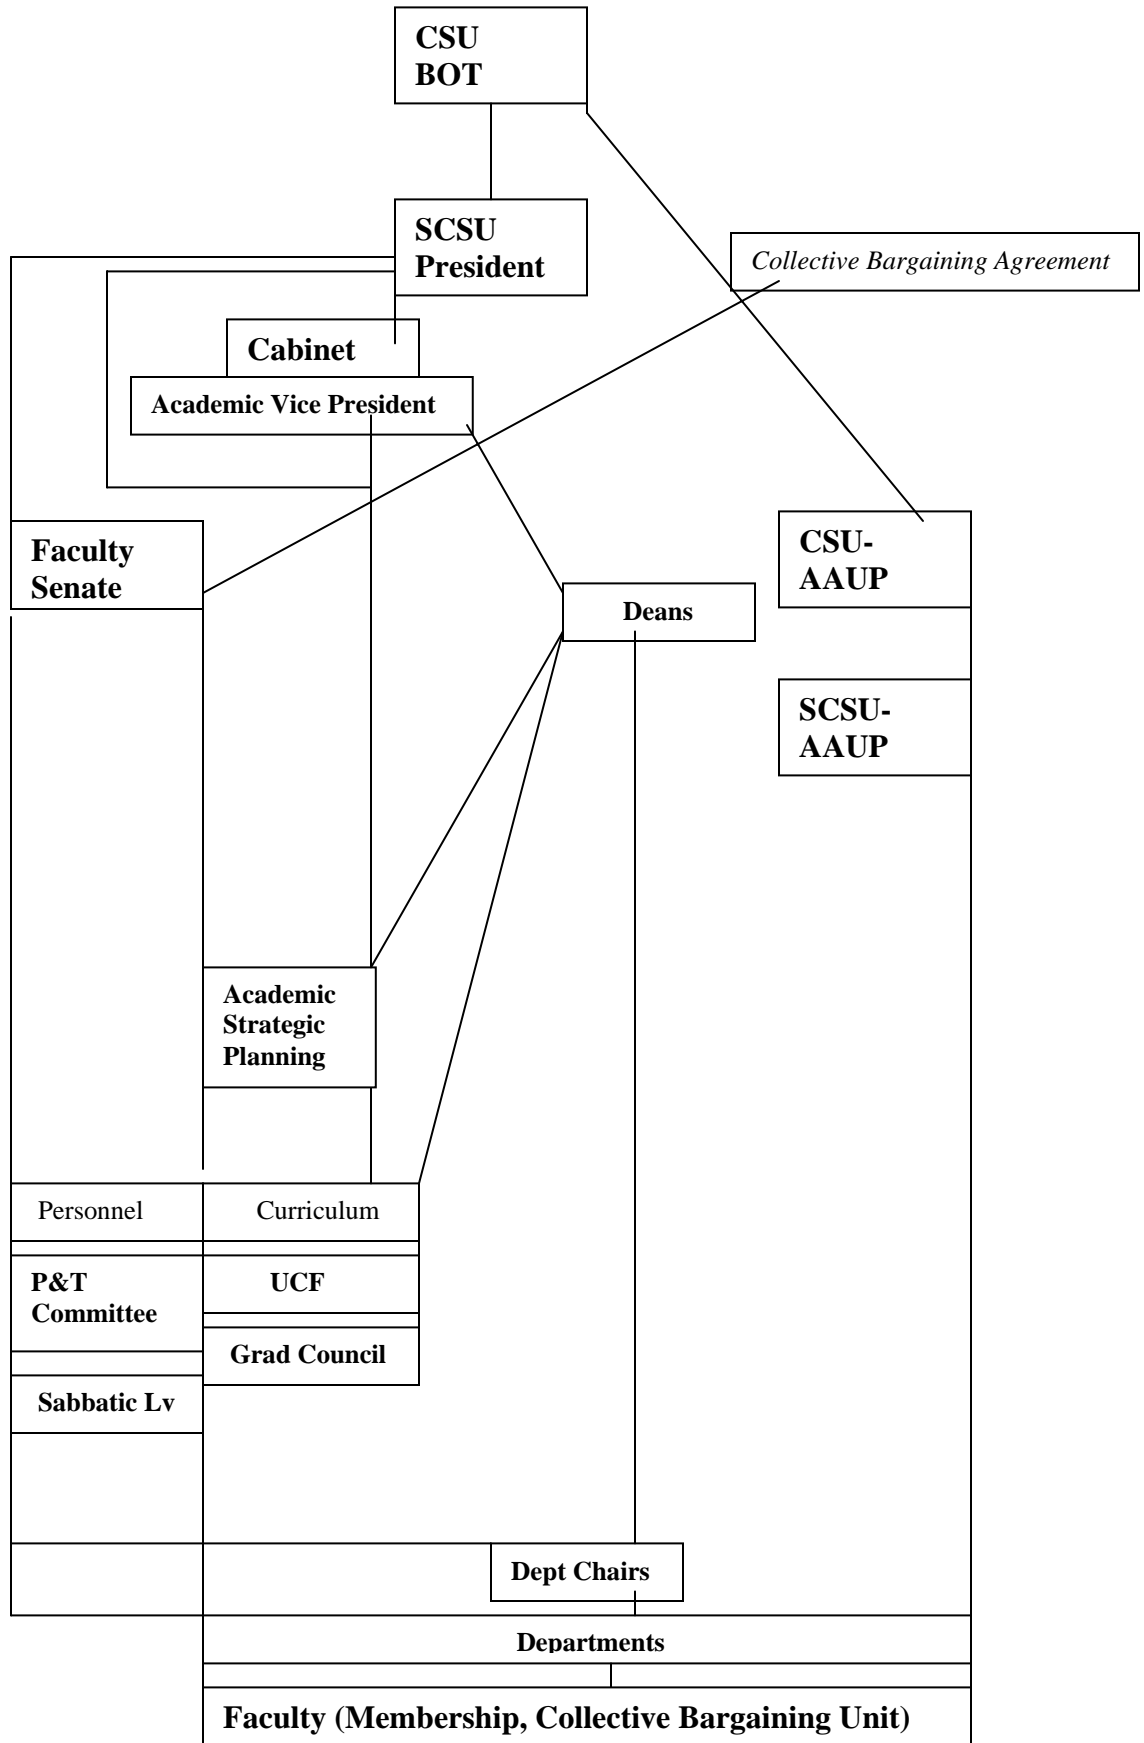 CSU
BOT
SCSU
President
Collective Bargaining Agreement
Cabinet
Academic Vice President
Faculty
Senate
CSU-
AAUP
Deans
SCSU-
AAUP
Academic
Strategic
Planning
Personnel
Curriculum
P&T
Committee
UCF
Grad Council
Sabbatic Lv
Dept Chairs
Departments
Faculty (Membership, Collective Bargaining Unit)